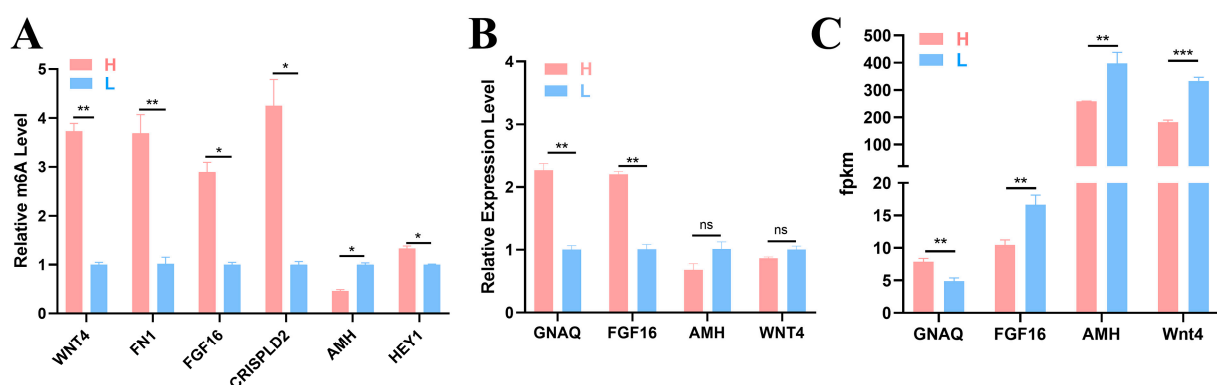 A
H
L
Relative m6A Level
5
4
3
2
1
0
**
**
*
*
*
*
WNT4
FN1
FGF16
CRISPLD2
AMH
HEY1
B
H
L
Relative Expression Level
4
3
2
1
0
**
**
ns
ns
GNAQ
FGF16
AMH
WNT4
C
H
L
fpkm
500
400
300
200
100
20
15
10
5
0
**
**
**
***
GNAQ
FGF16
AMH
Wnt4